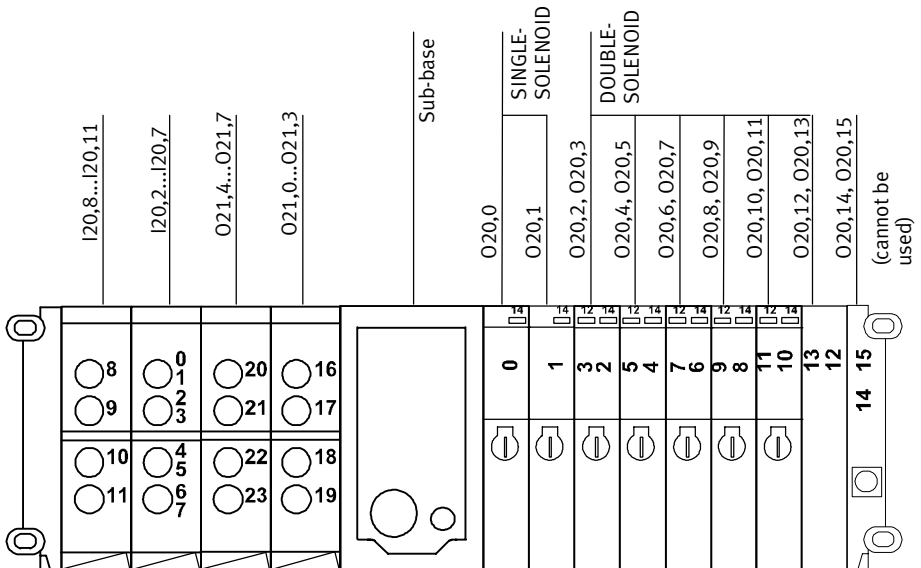 I20,8...I20,11
I20,2...I20,7
O21,4...O21,7
O21,0...O21,3
Sub-base
O20,0
SINGLE-
SOLENOID
O20,1
O20,2, O20,3
DOUBLE-
SOLENOID
O20,4, O20,5
O20,6, O20,7
O20,8, O20,9
O20,10, O20,11
O20,12, O20,13
O20,14, O20,15
(cannot be
used)
14 14 12 14 12 14 12 14 12 14 12 14
8 0 20 16
1
9 2 21 17
3
10 4 22 18
5
11 6 23 19
7
0 1 3 2 5 4 7 6 9 8 11 10 13 12 15
14